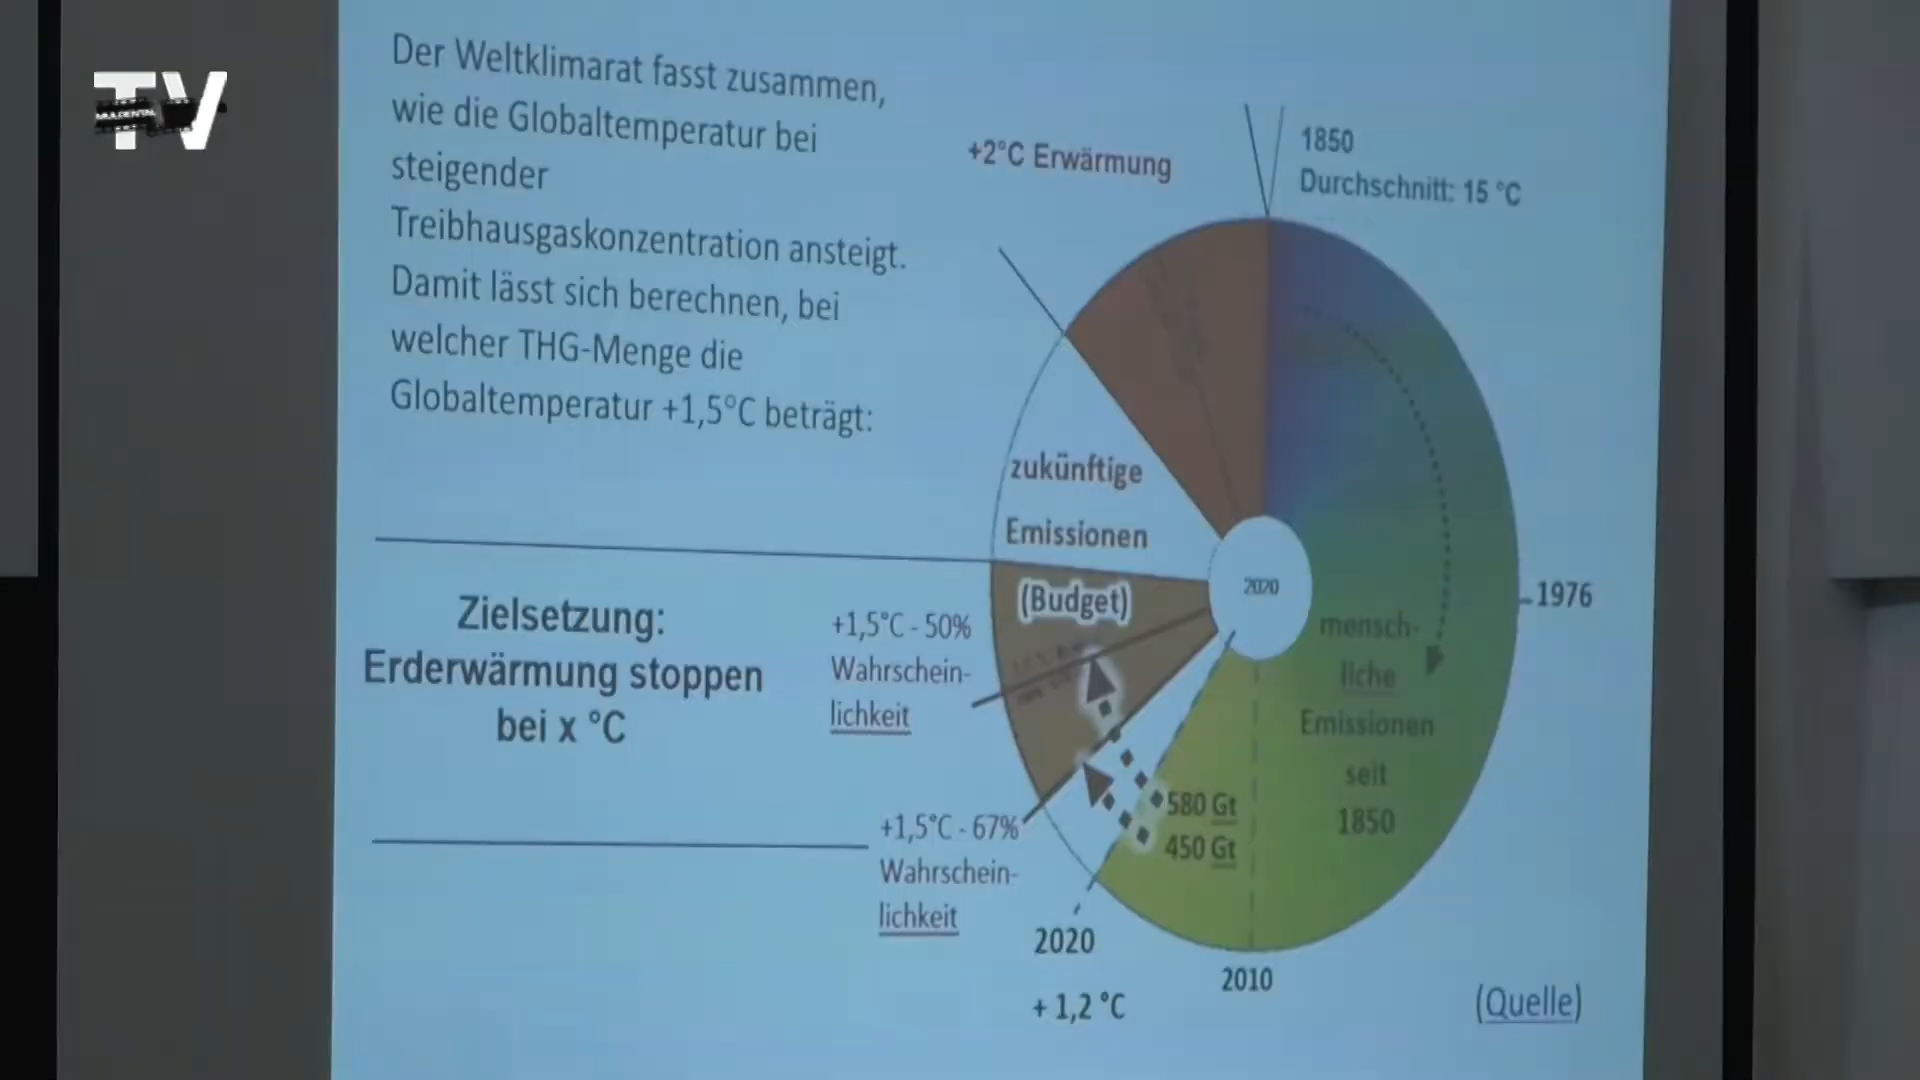 TV
MULDENTAL
Der Weltklimarat fasst zusammen,
wie die Globaltemperatur bei
steigender
Treibhausgaskonzentration ansteigt.
Damit lässt sich berechnen, bei
welcher THG-Menge die
Globaltemperatur +1,5°C beträgt:
Zielsetzung:
Erderwärmung stoppen
bei x °C
+2°C Erwärmung
1850
Durchschnitt: 15 °C
zukünftige
Emissionen
(Budget)
2020
1976
mensch-
liche
Emissionen
seit
1850
+1,5°C - 50%
Wahrschein-
lichkeit
580 Gt
450 Gt
+1,5°C - 67%
Wahrschein-
lichkeit
2020
+ 1,2 °C
2010
(Quelle)